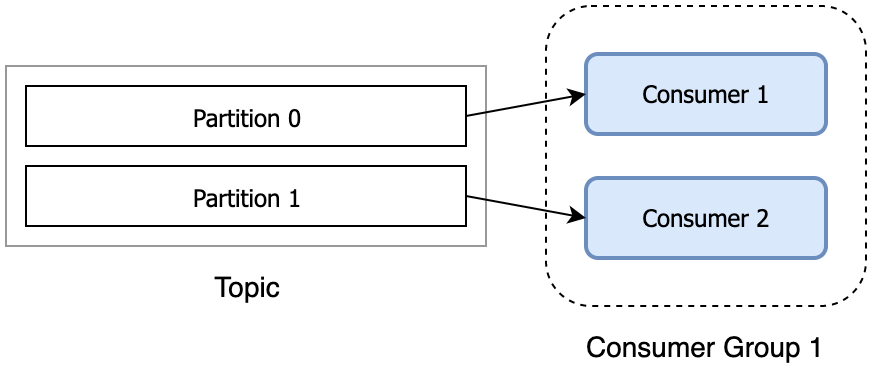 Partition 0
Partition 1
Topic
Consumer 1
Consumer 2
Consumer Group 1